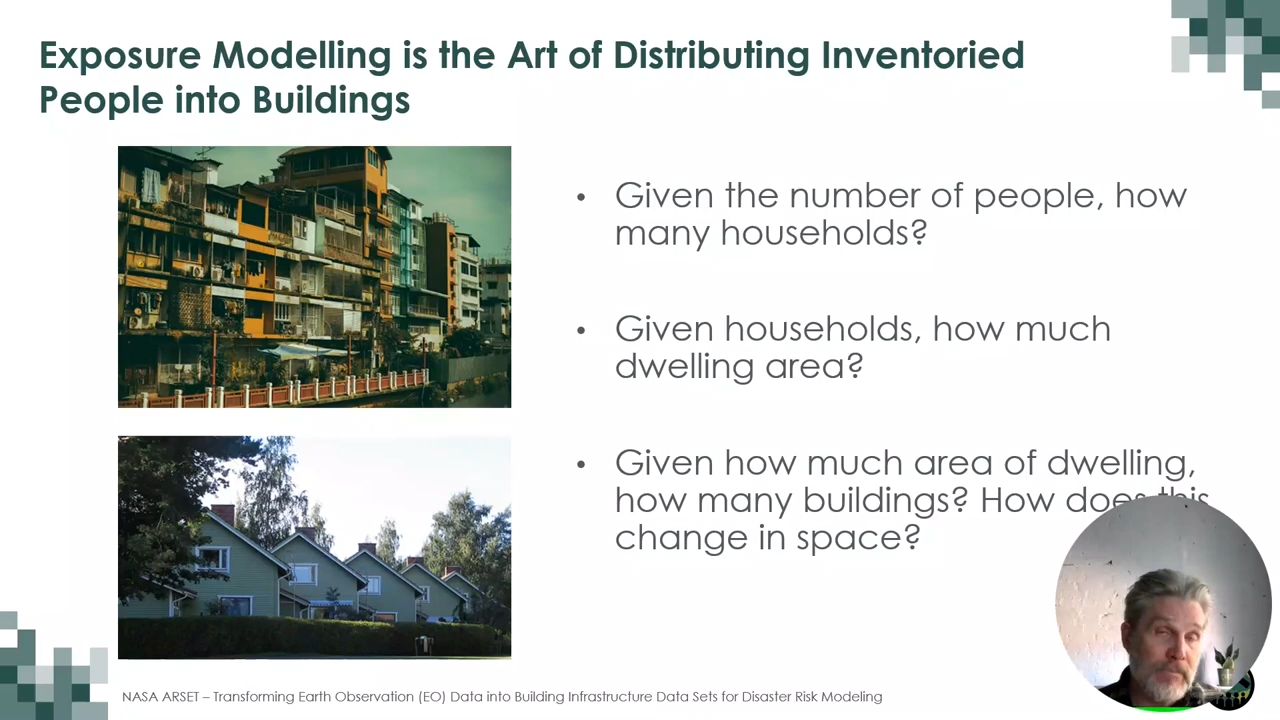 Exposure Modelling is the Art of Distributing Inventoried
People into Buildings
• Given the number of people, how
many households?
• Given households, how much
dwelling area?
• Given how much area of dwelling,
how many buildings? How does this
change in space?
NASA ARSET – Transforming Earth Observation (EO) Data into Building Infrastructure Data Sets for Disaster Risk Modeling